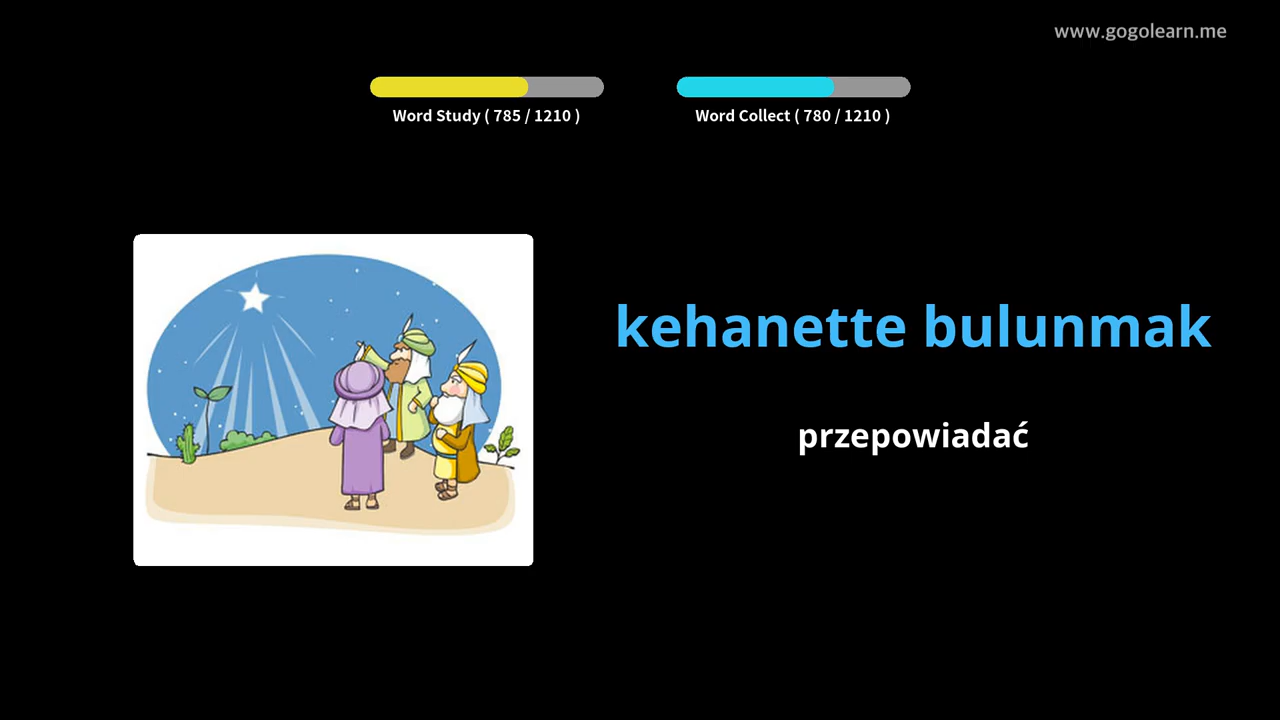 www.gogolearn.me
Word Study ( 785 / 1210 )
Word Collect ( 780 / 1210 )
kehanette bulunmak
przepowiadać